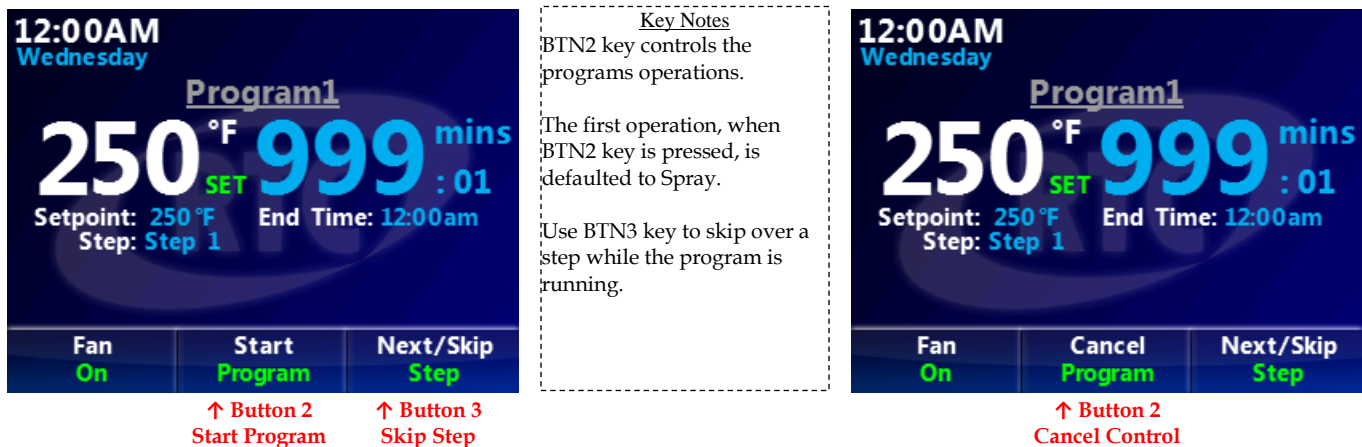 12:00AM
Wednesday
Program1
250 °F 999 mins
SET : 01
Setpoint: 250 °F End Time: 12:00am
Step: Step 1
Fan Start Next/Skip
On Program Step
↑ Button 2 ↑ Button 3
Start Program Skip Step
Key Notes
BTN2 key controls the
programs operations.
The first operation, when
BTN2 key is pressed, is
defaulted to Spray.
Use BTN3 key to skip over a
step while the program is
running.
12:00AM
Wednesday
Program1
250 °F 999 mins
SET : 01
Setpoint: 250 °F End Time: 12:00am
Step: Step 1
Fan Cancel Next/Skip
On Program Step
↑ Button 2
Cancel Control